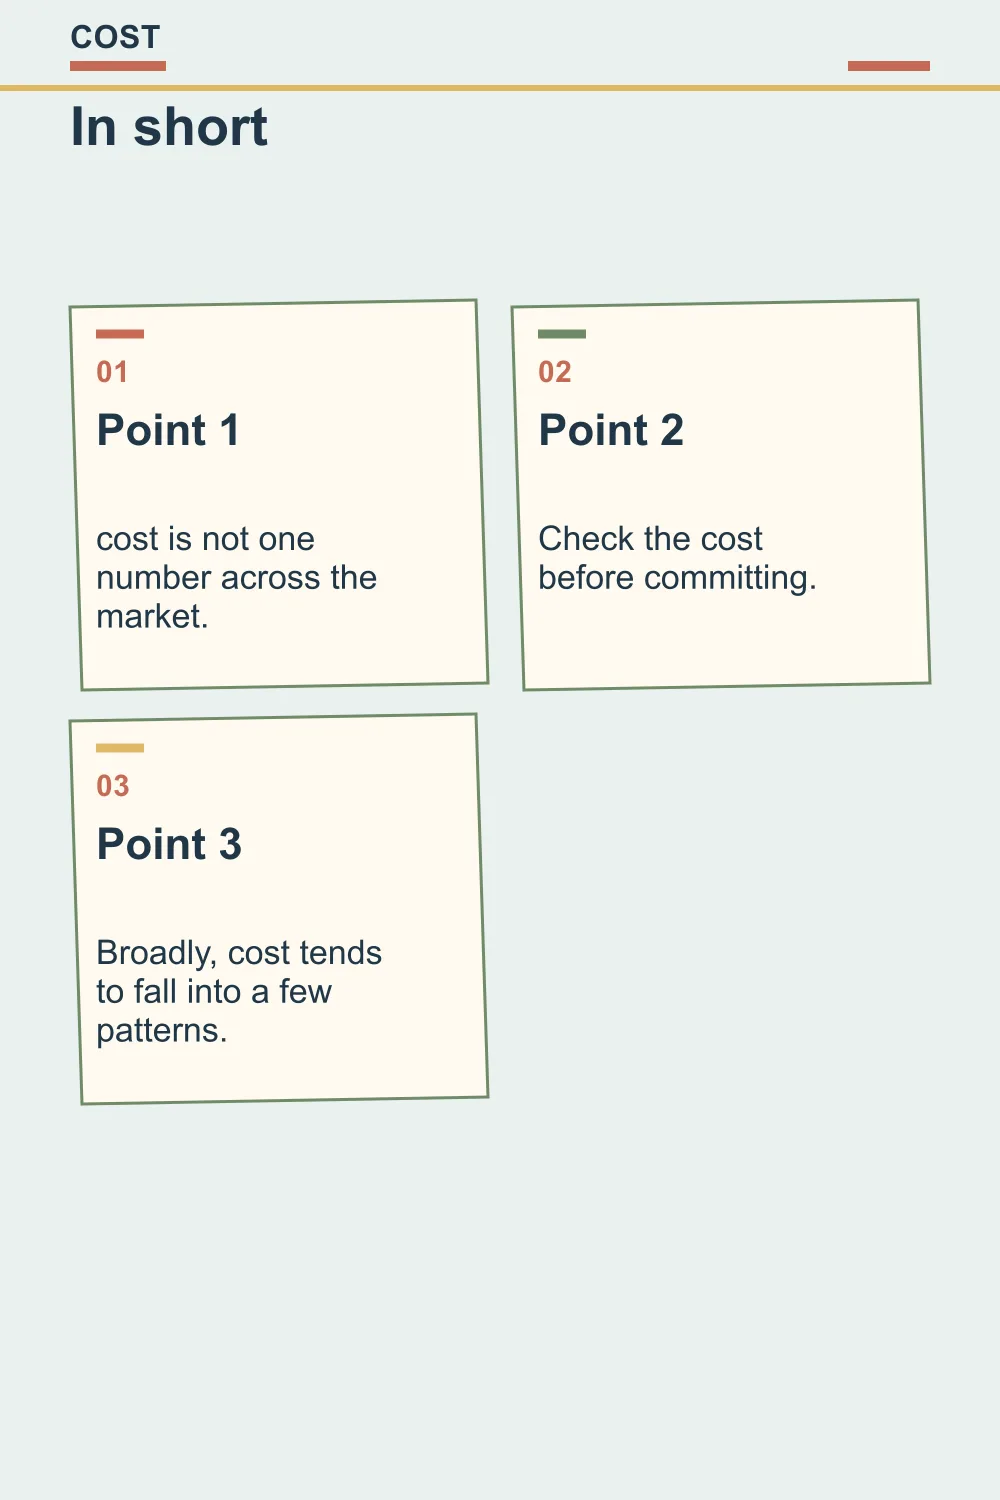 COST
In short
01
Point 1
cost is not one
number across the
market.
02
Point 2
Check the cost
before committing.
03
Point 3
Broadly, cost tends
to fall into a few
patterns.